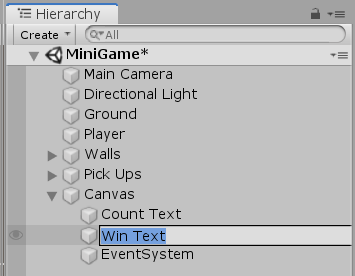 Hierarchy
Create All
MiniGame*
Main Camera
Directional Light
Ground
Player
Walls
Pick Ups
Canvas
Count Text
Win Text
EventSystem